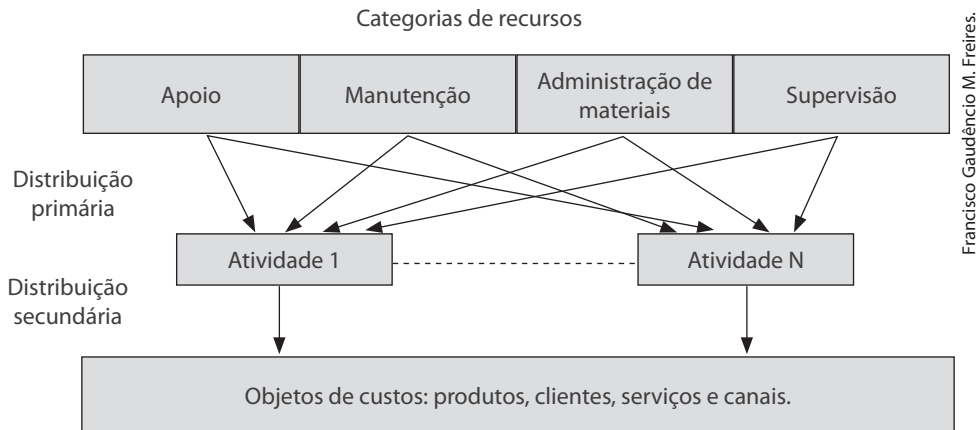 Categorias de recursos
Apoio
Manutenção
Administração de
materiais
Supervisão
Francisco Gaudêncio M. Freires.
Distribuição
primária
Atividade 1
Atividade N
Distribuição
secundária
Objetos de custos: produtos, clientes, serviços e canais.